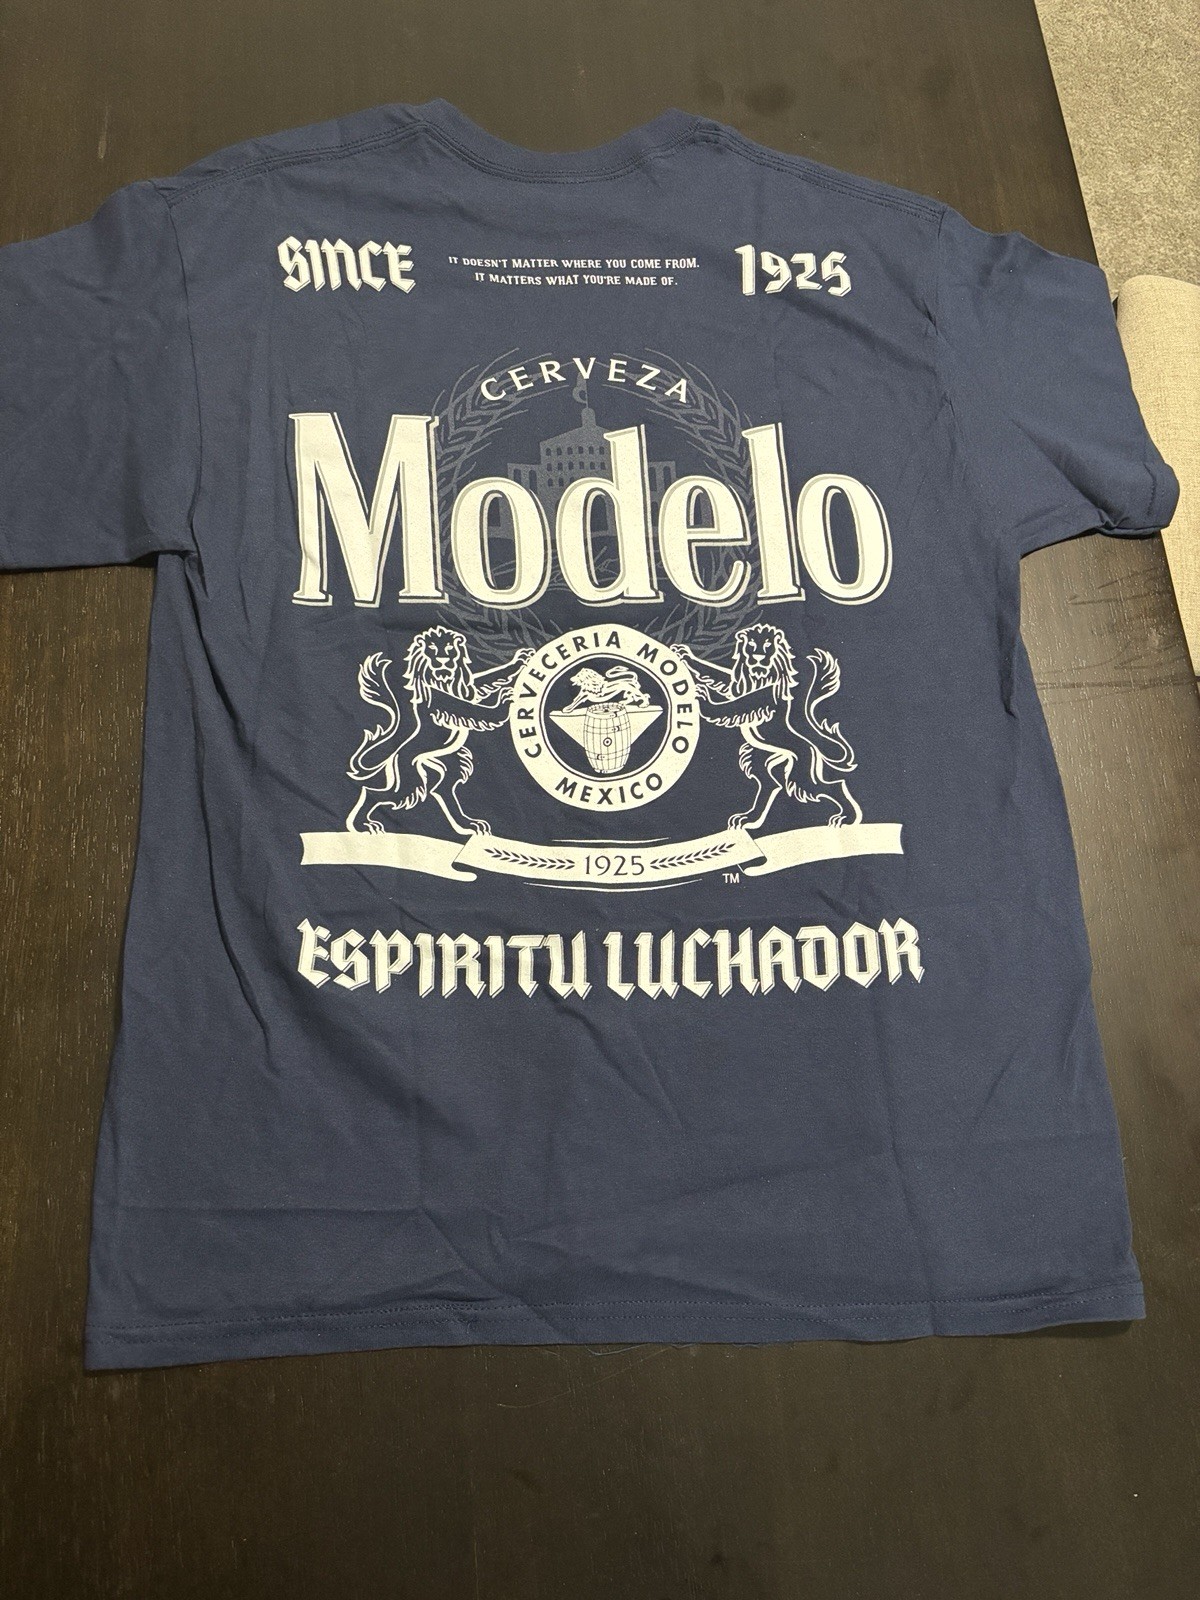 SINCE
IT DOESN'T MATTER WHERE YOU COME FROM.
IT MATTERS WHAT YOU'RE MADE OF.
1925
CERVEZA
Modelo
CERVECERIA MODELO
MEXICO
1925
TM
ESPIRITU LUCHADOR